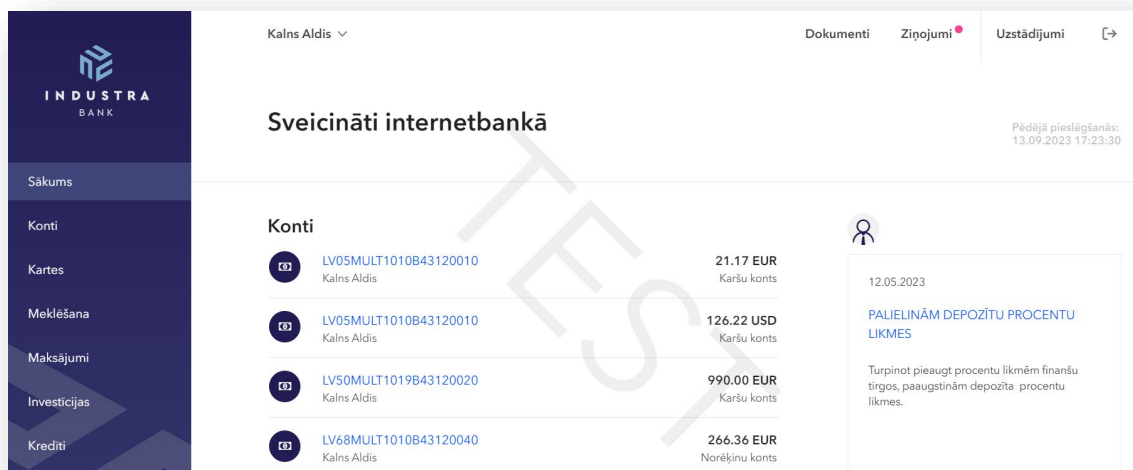 INDUSTRA
BANK
Sākums
Konti
Kartes
Meklēšana
Maksājumi
Investīcijas
Kredīti
Kalns Aldis
Dokumenti
Ziņojumi
Uzstādījumi
Sveicināti internetbankā
Pēdējā pieslēgšanās:
13.09.2023 17:23:30
Konti
LV05MULT1010B43120010
21.17 EUR
Kalns Aldis
Karšu konts
LV05MULT1010B43120010
126.22 USD
Kalns Aldis
Karšu konts
LV50MULT1019B43120020
990.00 EUR
Kalns Aldis
Karšu konts
LV68MULT1010B43120040
266.36 EUR
Kalns Aldis
Norēķinu konts
12.05.2023
PALIELINĀM DEPOZĪTU PROCENTU
LIKMES
Turpinot pieaugt procentu likmēm finanšu
tirgos, paaugstinām depozīta procentu
likmes.
TEST